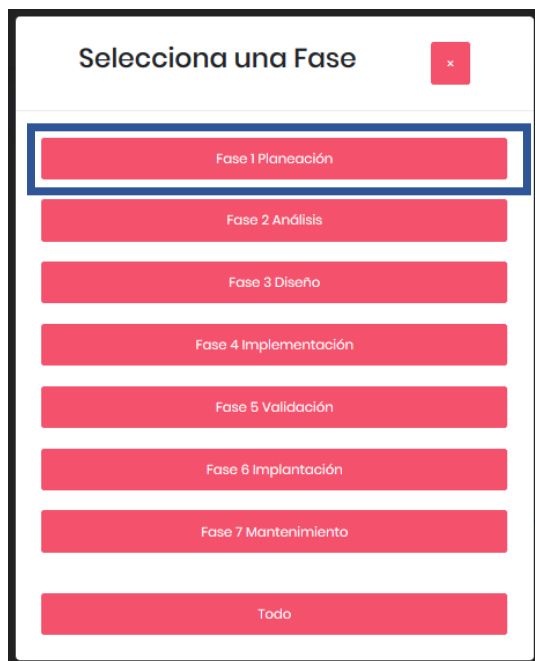 Selecciona una Fase
×
Fase 1 Planeación
Fase 2 Análisis
Fase 3 Diseño
Fase 4 Implementación
Fase 5 Validación
Fase 6 Implantación
Fase 7 Mantenimiento
Todo